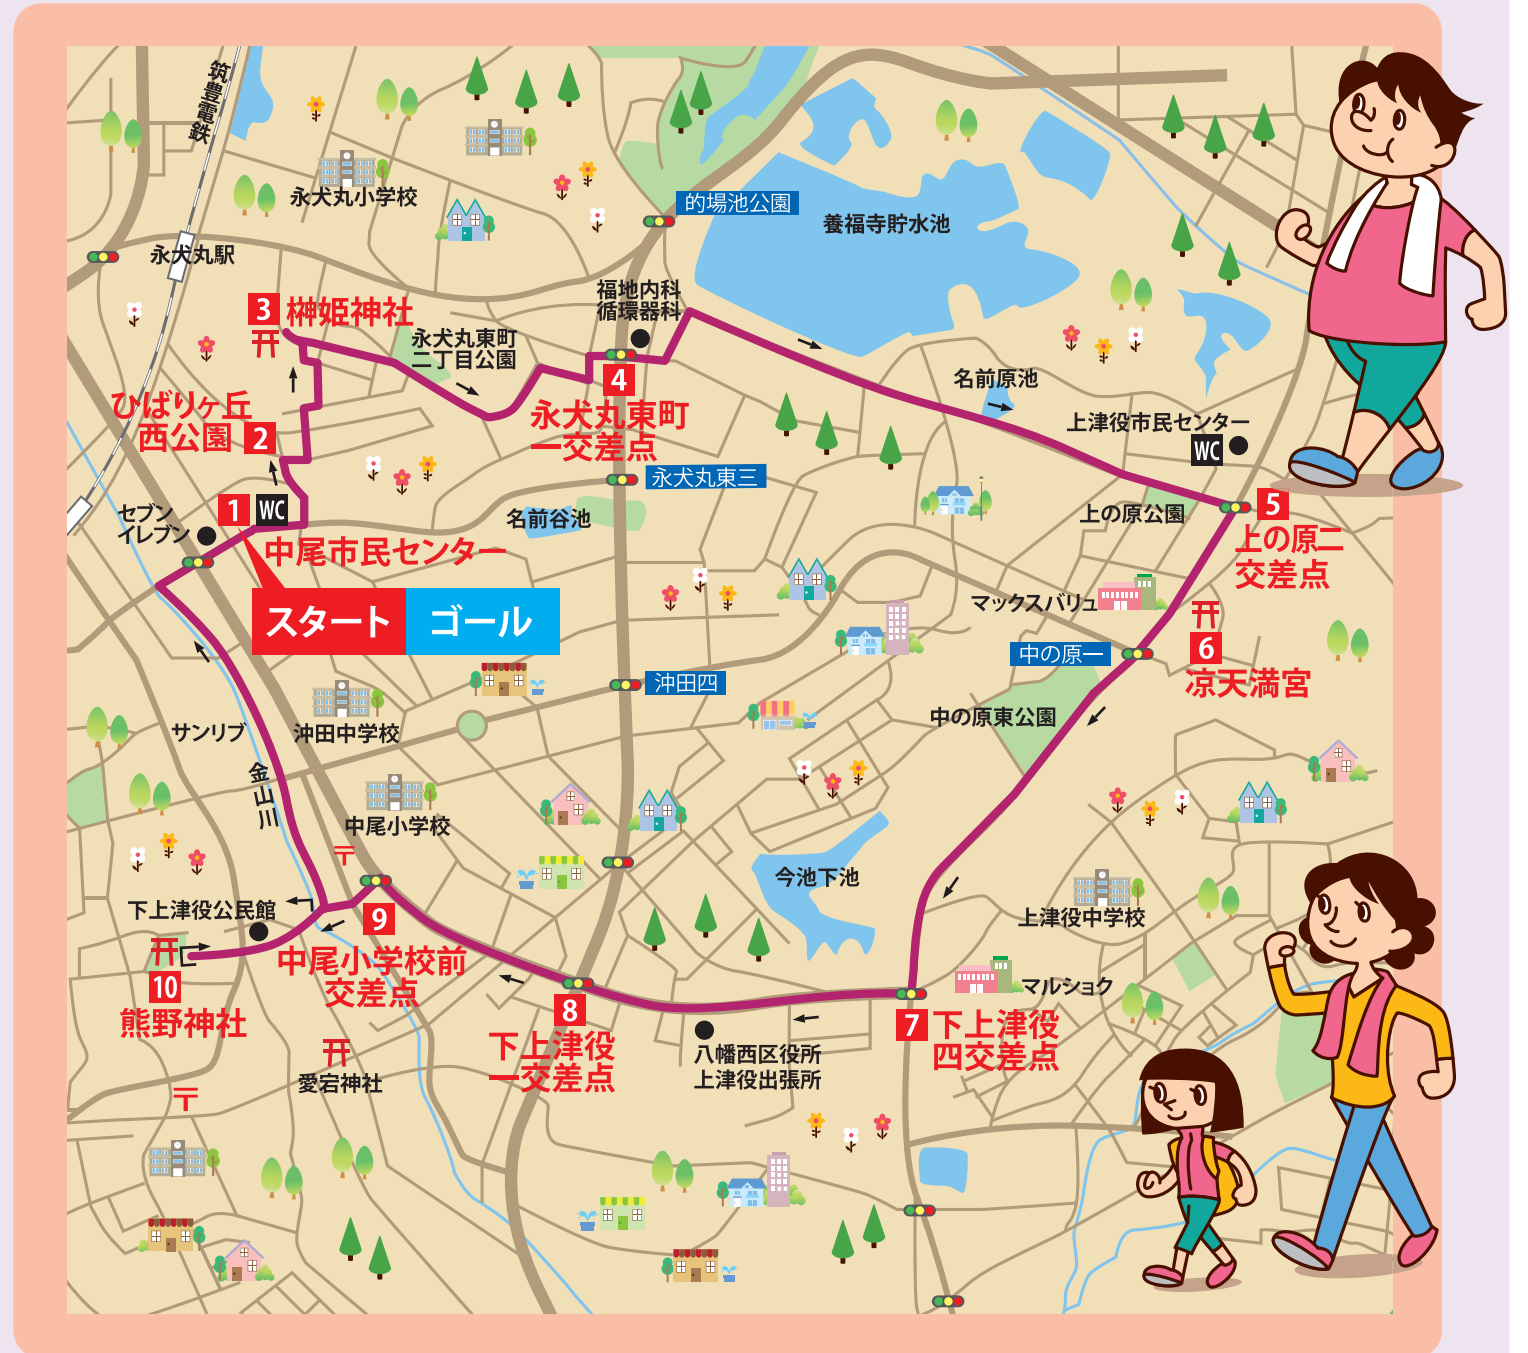 筑豊電鉄
永犬丸小学校
的場池公園
養福寺貯水池
永犬丸駅
福地内科
循環器科
3 榊姫神社
永犬丸東町
二丁目公園
4
永犬丸東町
一交差点
名前原池
ひばりヶ丘
西公園 2
上津役市民センター
WC
永犬丸東三
セブン
イレブン
1 WC
中尾市民センター
名前谷池
上の原公園
5
上の原二
交差点
スタート ゴール
マックスバリュ
中の原一
6
凉天満宮
沖田四
サンリブ
沖田中学校
中の原東公園
金山川
中尾小学校
〒
今池下池
下上津役公民館
9
中尾小学校前
交差点
上津役中学校
10
熊野神社
8
下上津役
一交差点
マルショク
7 下上津役
四交差点
八幡西区役所
上津役出張所
愛宕神社
〒